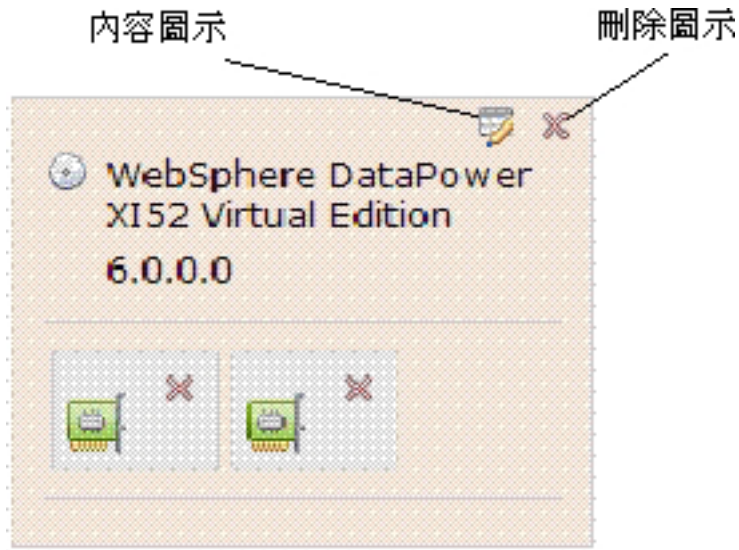 內容圖示
刪除圖示
WebSphere DataPower
XI52 Virtual Edition
6.0.0.0